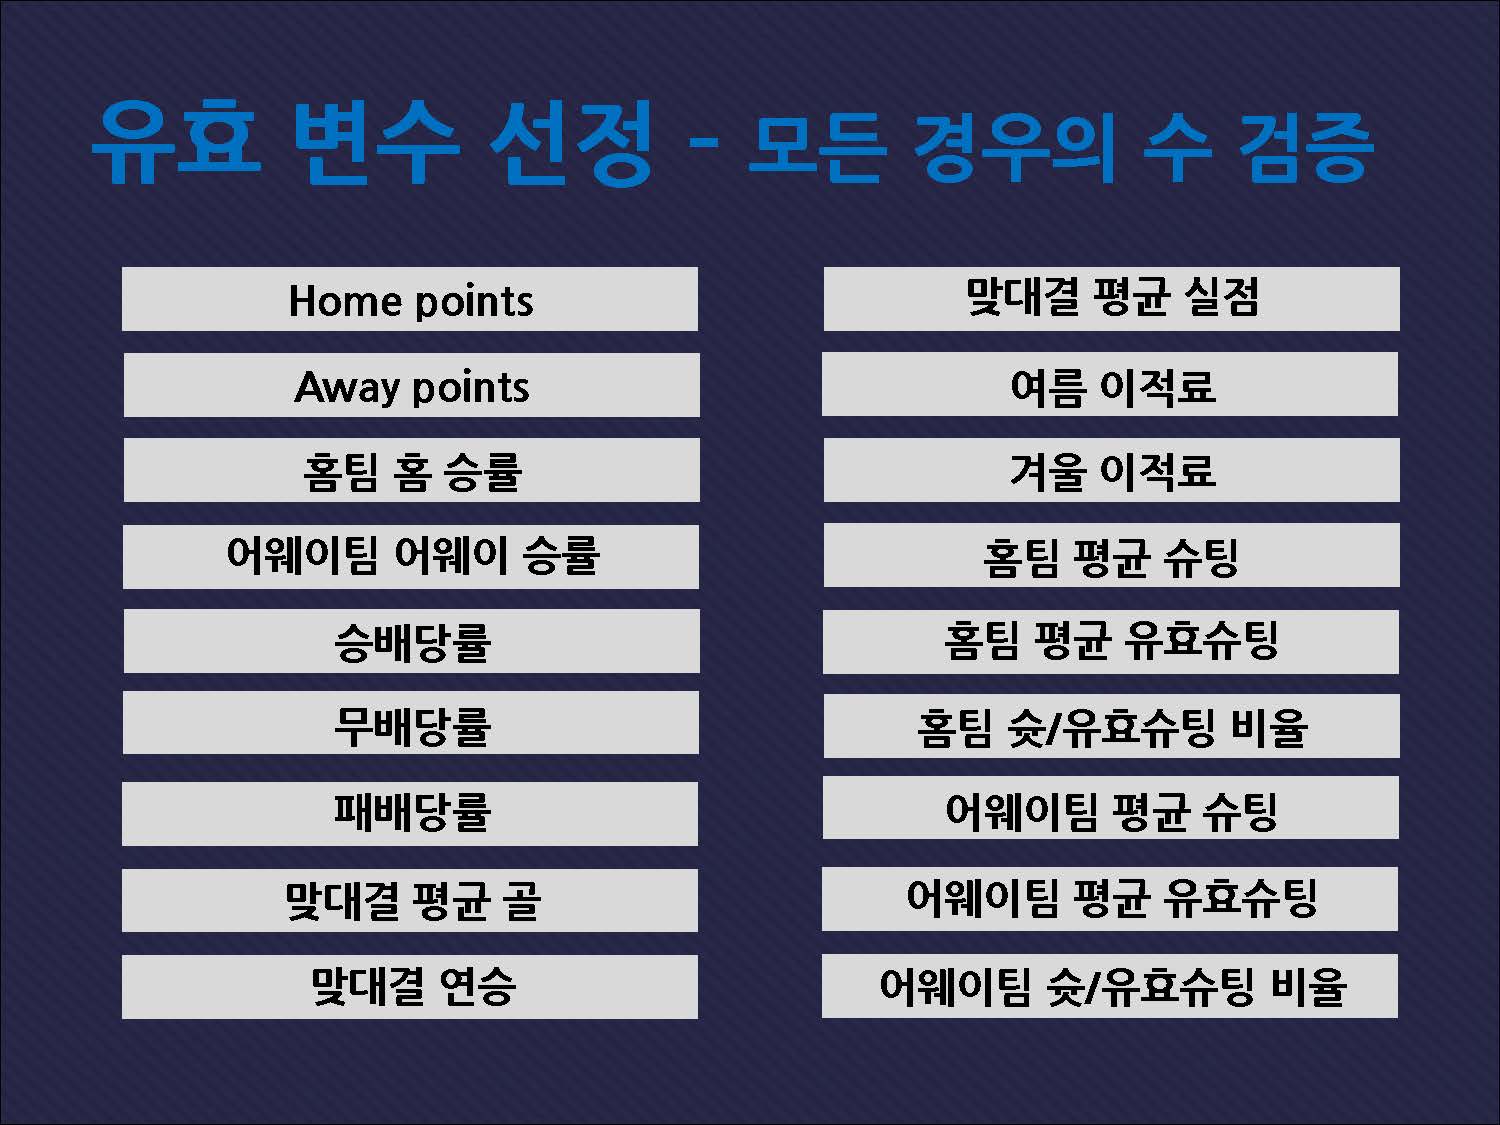 유효 변수 선정 - 모든 경우의 수 검증
Home points
Away points
홈팀 홈 승률
어웨이팀 어웨이 승률
승배당률
무배당률
패배당률
맞대결 평균 골
맞대결 연승
맞대결 평균 실점
여름 이적료
겨울 이적료
홈팀 평균 슈팅
홈팀 평균 유효슈팅
홈팀 슛/유효슈팅 비율
어웨이팀 평균 슈팅
어웨이팀 평균 유효슈팅
어웨이팀 슛/유효슈팅 비율